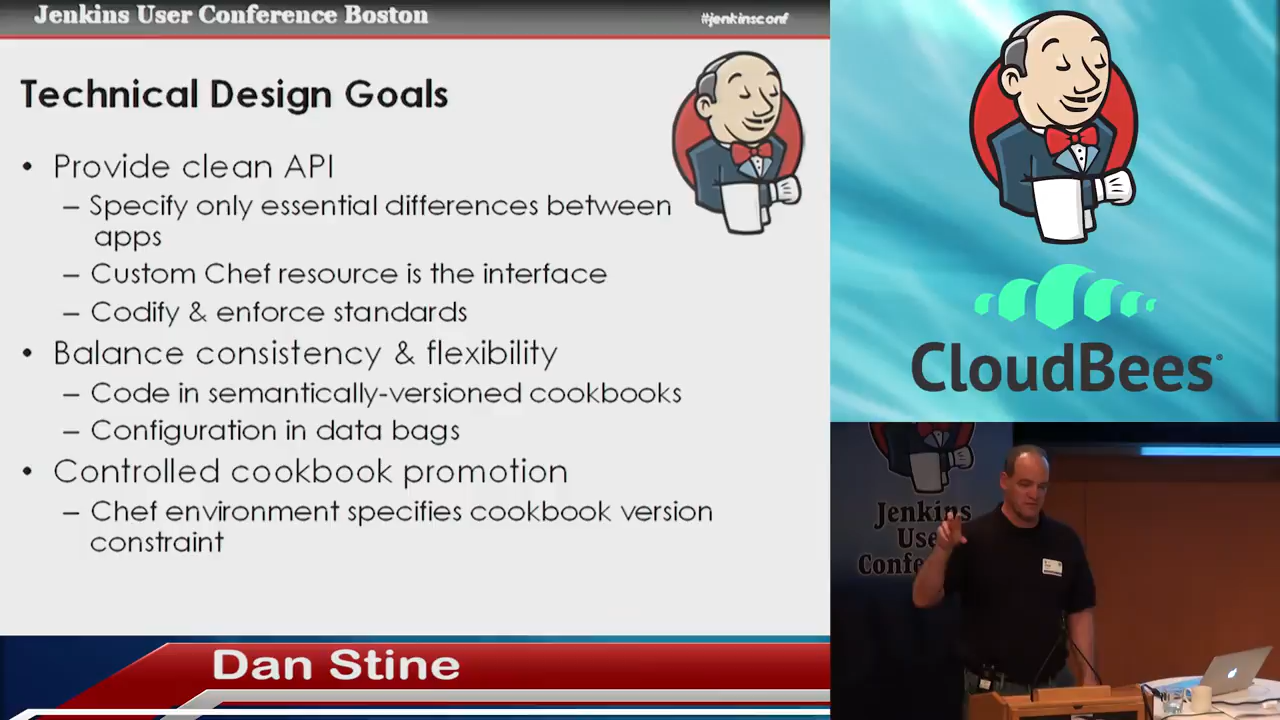 Jenkins User Conference Boston
#jenkinsconf
Technical Design Goals
• Provide clean API
– Specify only essential differences between
apps
– Custom Chef resource is the interface
– Codify & enforce standards
• Balance consistency & flexibility
– Code in semantically-versioned cookbooks
– Configuration in data bags
• Controlled cookbook promotion
– Chef environment specifies cookbook version
constraint
Dan Stine
CloudBees
Jenkins
Use
Confe